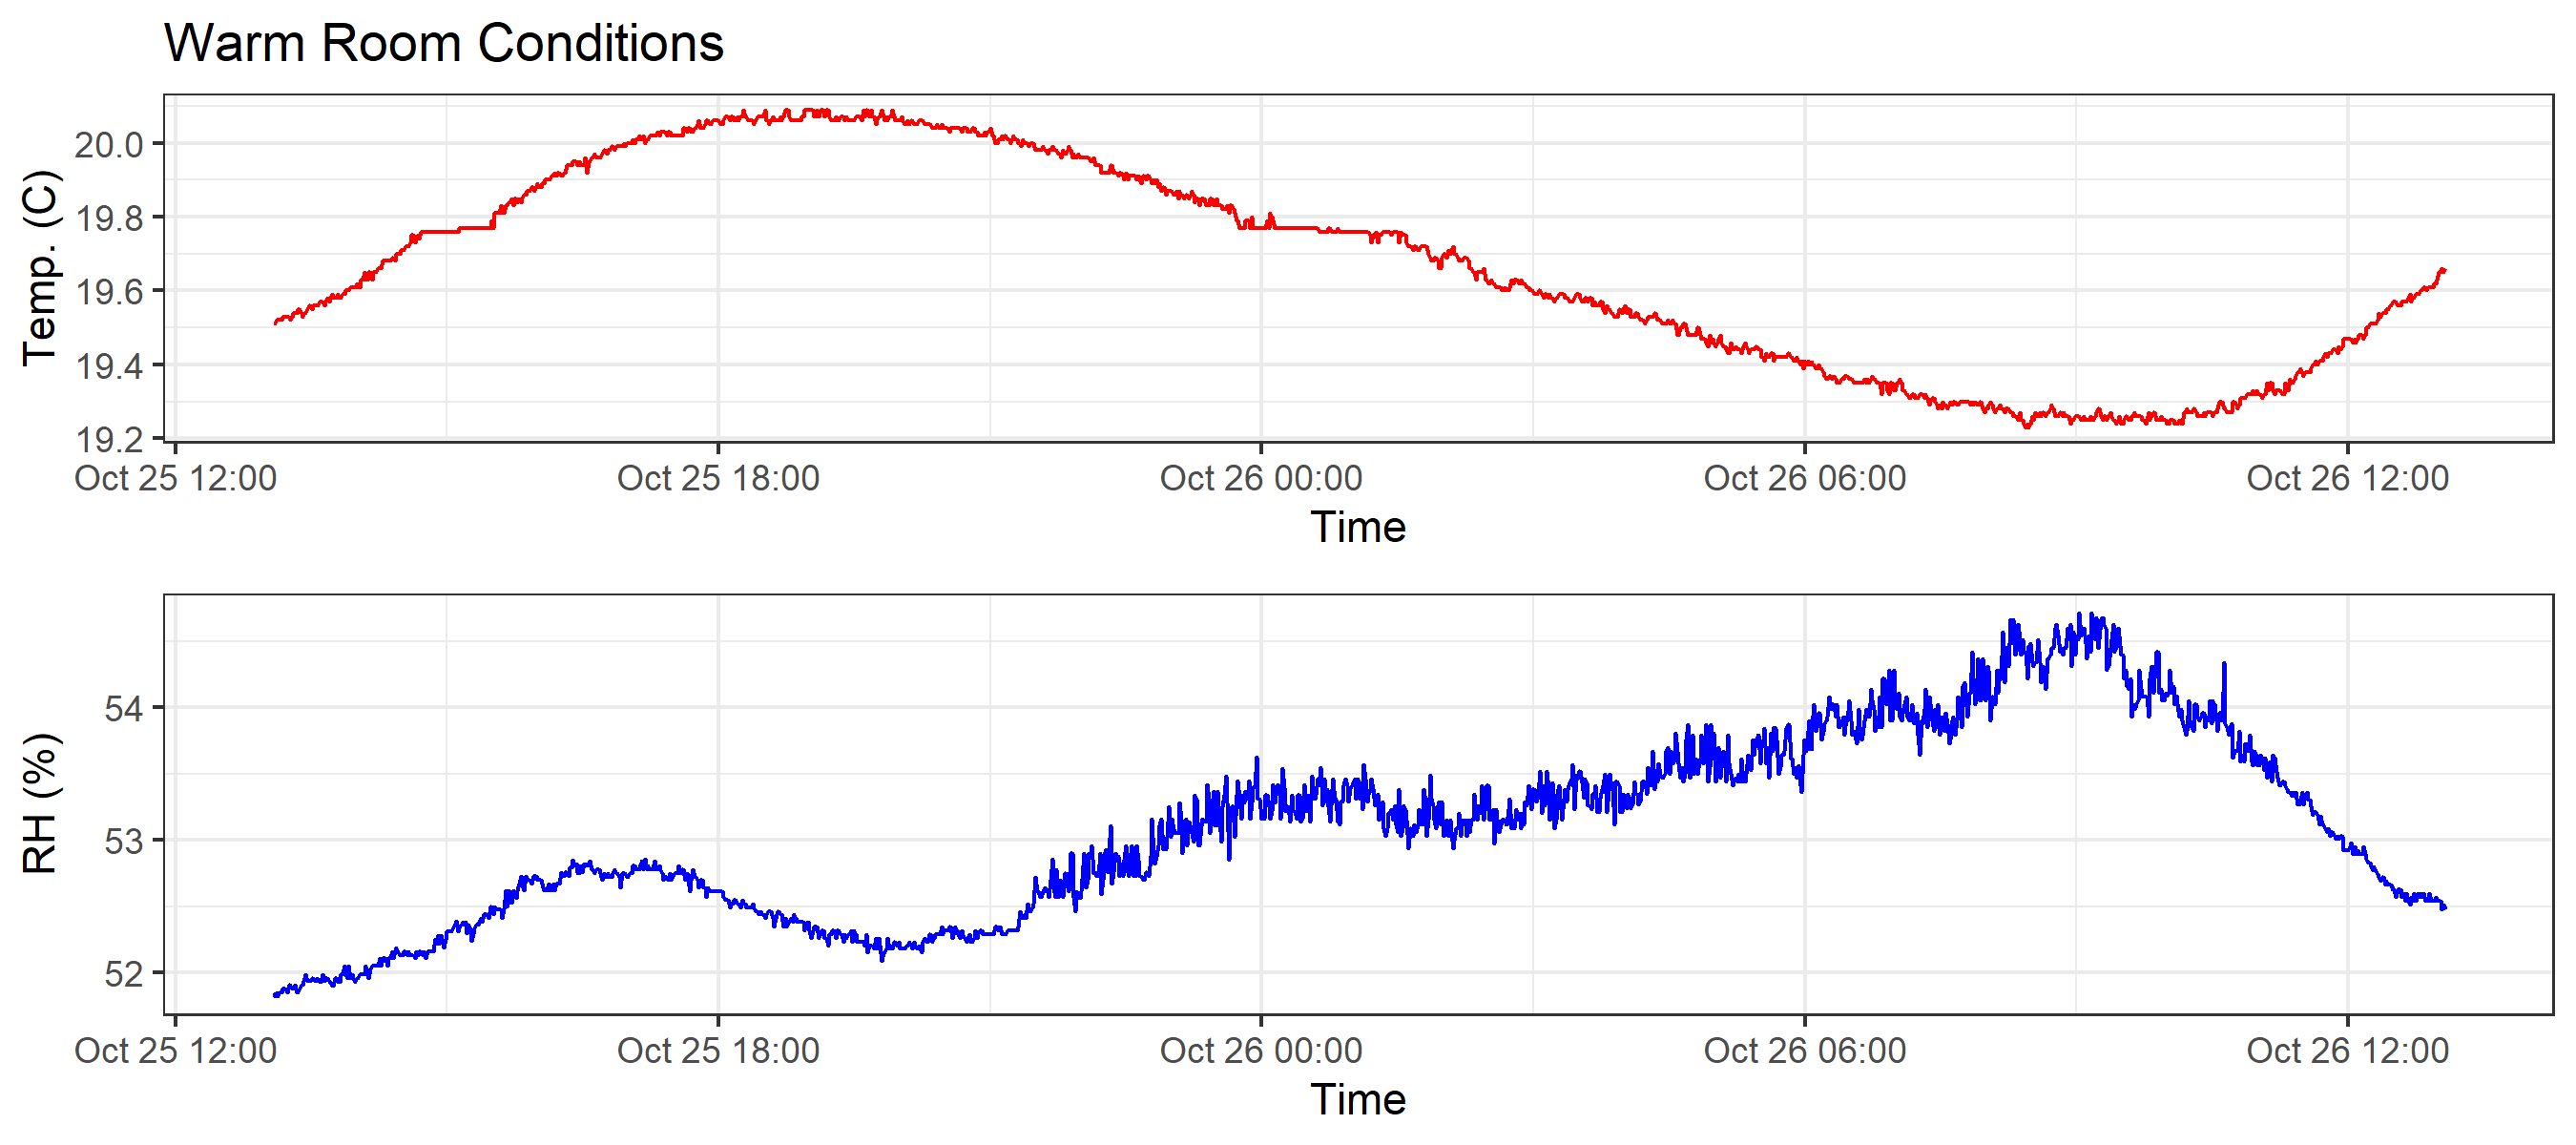 Warm Room Conditions
Temp. (C)
20.0
19.8
19.6
19.4
19.2
Oct 25 12:00 Oct 25 18:00 Oct 26 00:00 Oct 26 06:00 Oct 26 12:00
Time
RH (%)
54
53
52
Oct 25 12:00 Oct 25 18:00 Oct 26 00:00 Oct 26 06:00 Oct 26 12:00
Time